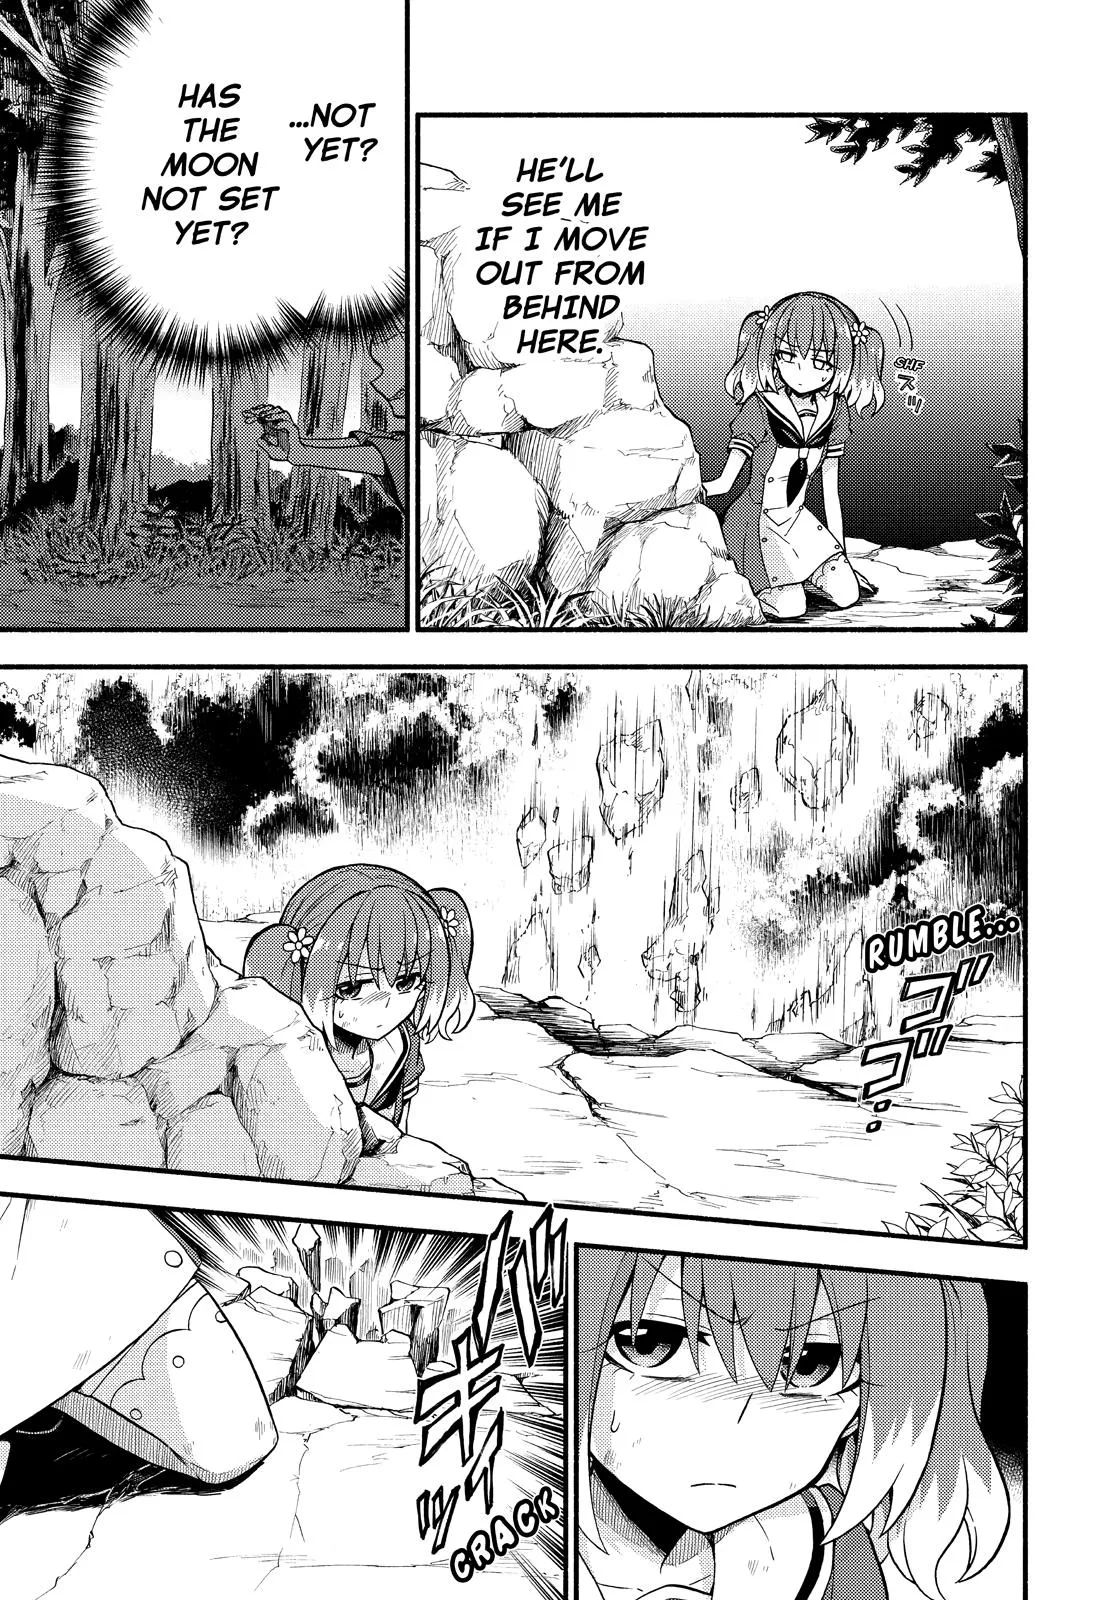 HE'LL
SEE ME
IF I MOVE
OUT FROM
BEHIND
HERE.
SHF
スッ
...NOT
YET?
HAS
THE
MOON
NOT SET
YET?
RUMBLE...
ゴゴ…
バキィッ
CRACK